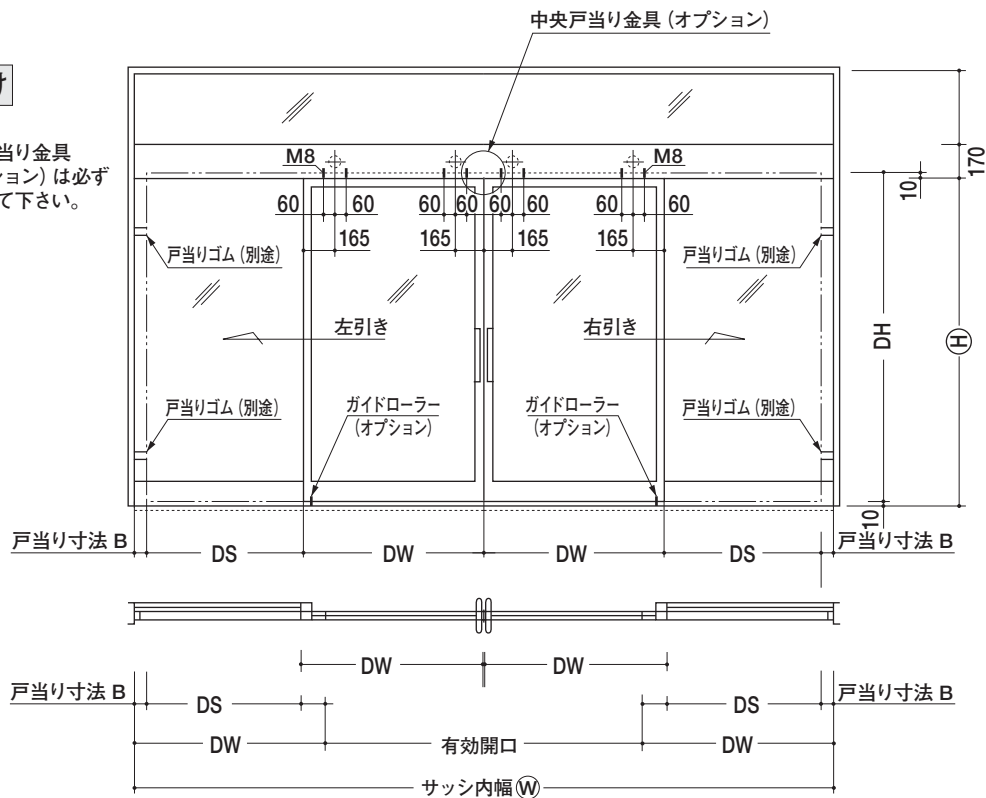 中央戸当り金具 (オプション)
け
当り金具
ション) は必ず
て下さい。
M8
M8
170
10
60 60 60 60 60 60 60 60
165 165 165 165
戸当りゴム (別途)
戸当りゴム (別途)
左引き
右引き
DH
Ⓗ
戸当りゴム (別途)
ガイドローラー
(オプション)
ガイドローラー
(オプション)
戸当りゴム (別途)
10
戸当り寸法 B
DS
DW
DW
DS
戸当り寸法 B
DW
DW
戸当り寸法 B
DS
DS
戸当り寸法 B
DW
有効開口
DW
サッシ内幅Ⓦ